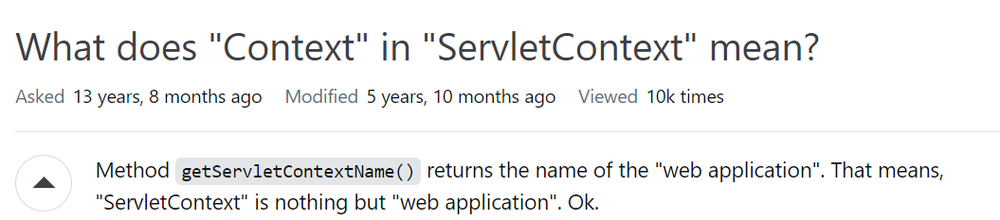 What does "Context" in "ServletContext" mean?
Asked 13 years, 8 months ago Modified 5 years, 10 months ago Viewed 10k times
Method getServletContextName() returns the name of the "web application". That means,
"ServletContext" is nothing but "web application". Ok.